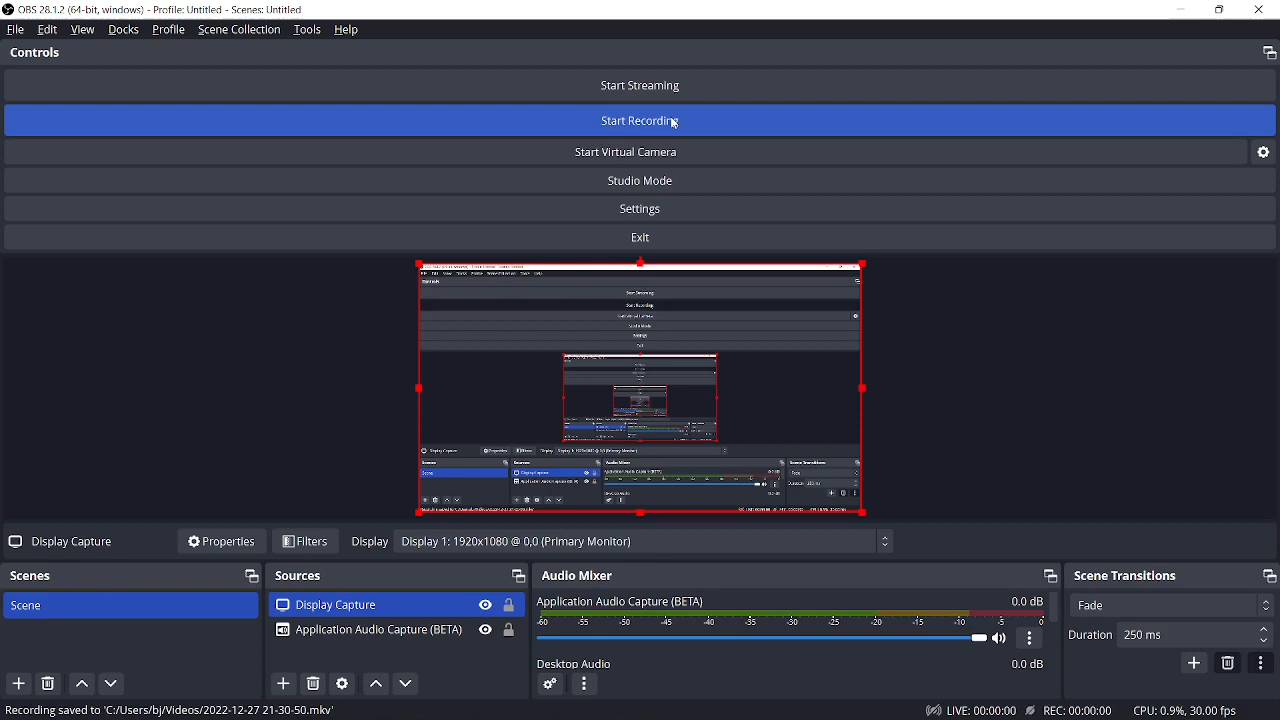 OBS 28.1.2 (64-bit, windows) - Profile: Untitled - Scenes: Untitled
File Edit View Docks Profile Scene Collection Tools Help
Controls
Start Streaming
Start Recording
Start Virtual Camera
Studio Mode
Settings
Exit
Display Capture Properties Filters Display Display 1: 1920x1080 @ 0,0 (Primary Monitor)
Scenes
Scene
Sources
Display Capture
Application Audio Capture (BETA)
Audio Mixer
Application Audio Capture (BETA) 0.0 dB
-60 -55 -50 -45 -40 -35 -30 -25 -20 -15 -10 -5 0
Desktop Audio 0.0 dB
Scene Transitions
Fade
Duration 250 ms
Recording saved to 'C:/Users/bj/Videos/2022-12-27 21-30-50.mkv'
LIVE: 00:00:00 REC: 00:00:00 CPU: 0.9%, 30.00 fps